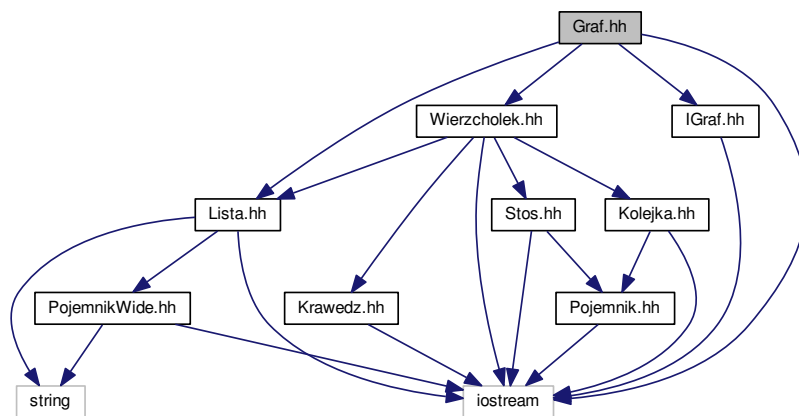 Graf.hh
Wierzcholek.hh
IGraf.hh
Lista.hh
Stos.hh
Kolejka.hh
PojemnikWide.hh
Krawedz.hh
Pojemnik.hh
string
iostream